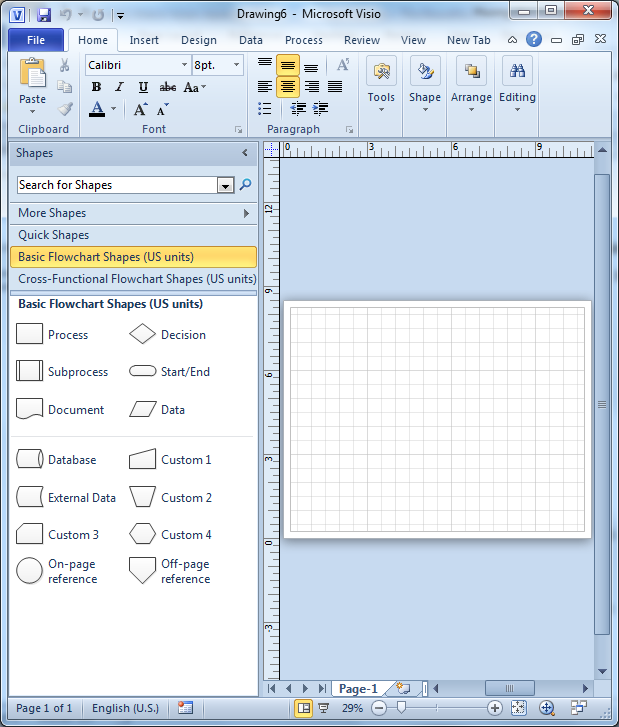 Drawing6 - Microsoft Visio
File Home Insert Design Data Process Review View New Tab
Paste
Calibri 8pt.
B I U abc Aa
A A A
A
Tools Shape Arrange Editing
Clipboard Font Paragraph
Shapes
Search for Shapes
More Shapes
Quick Shapes
Basic Flowchart Shapes (US units)
Cross-Functional Flowchart Shapes (US units)
Basic Flowchart Shapes (US units)
Process Decision
Subprocess Start/End
Document Data
Database Custom 1
External Data Custom 2
Custom 3 Custom 4
On-page reference
Off-page reference
0 3 6 9
12
9
6
3
0
-3
Page-1
Page 1 of 1 English (U.S.) 29%